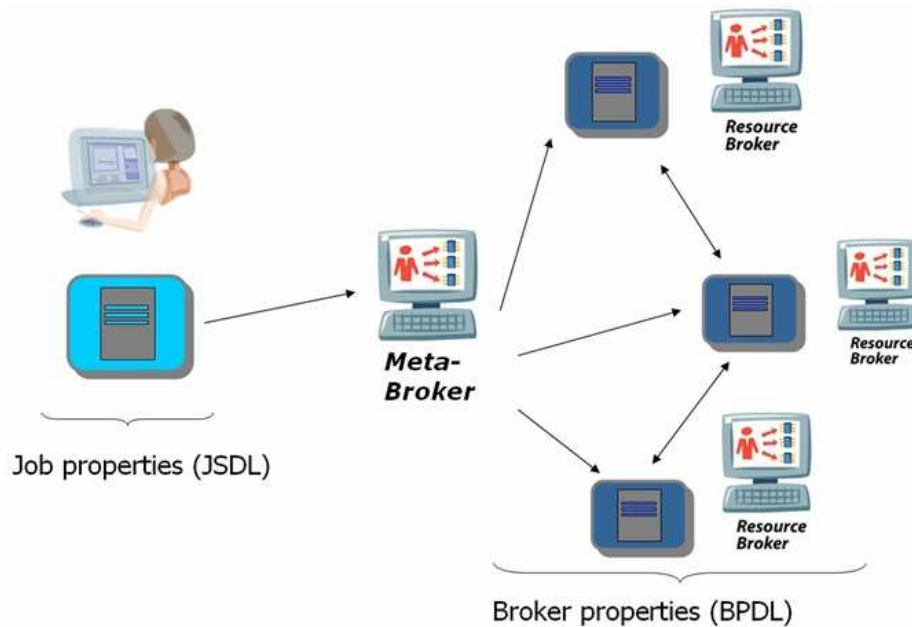 Resource
Broker
Resource
Broker
Meta-
Broker
Job properties (JSDL)
Resource
Broker
Broker properties (BPDL)